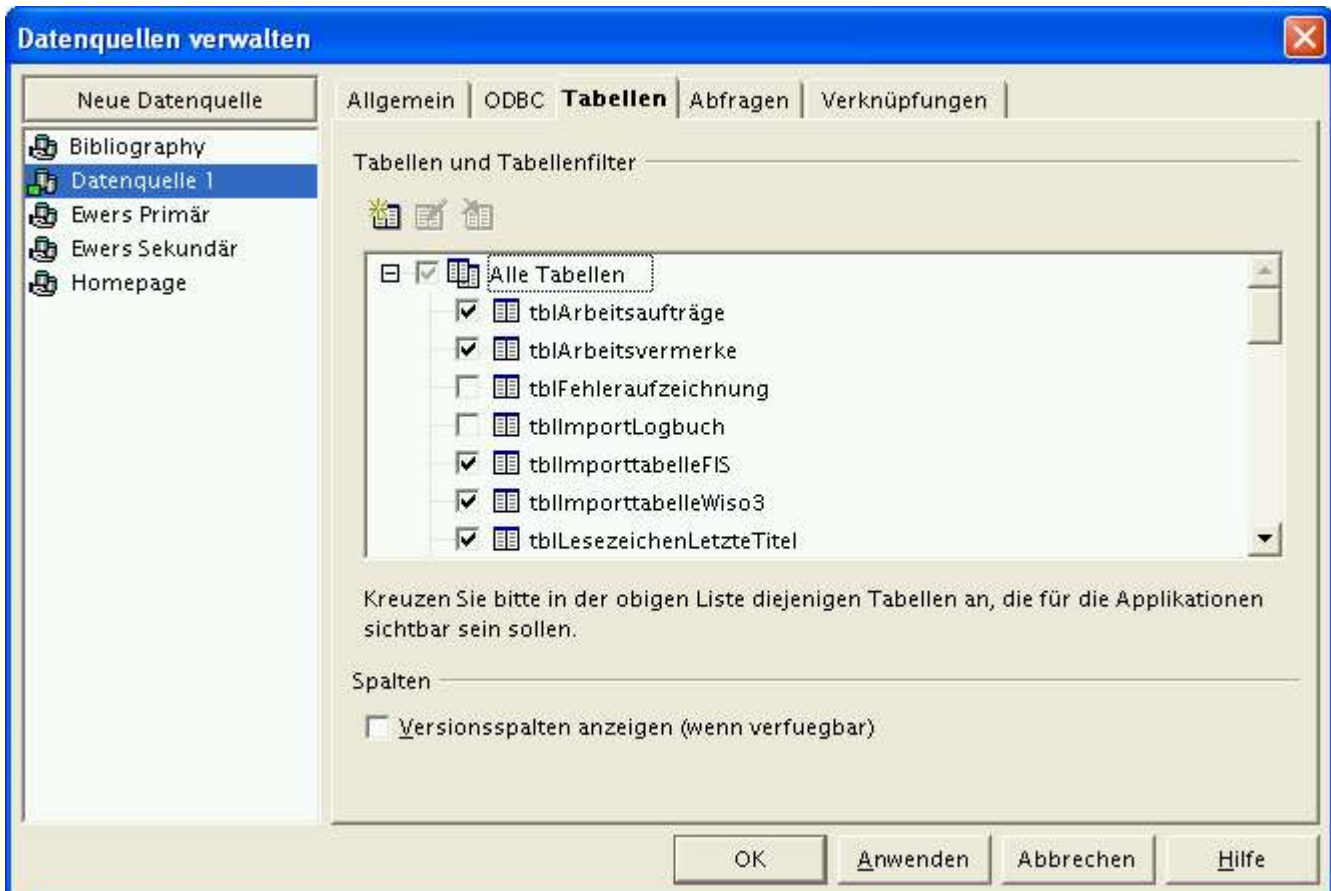 Datenquellen verwalten
Neue Datenquelle
Bibliography
Datenquelle 1
Ewers Primär
Ewers Sekundär
Homepage
Allgemein ODBC Tabellen Abfragen Verknüpfungen
Tabellen und Tabellenfilter
Alle Tabellen
tblArbeitsaufträge
tblArbeitsvermerke
tblFehleraufzeichnung
tblImportLogbuch
tblImporttabelleFIS
tblImporttabelleWiso3
tblLesezeichenLetzteTitel
Kreuzen Sie bitte in der obigen Liste diejenigen Tabellen an, die für die Applikationen
sichtbar sein sollen.
Spalten
Versionsspalten anzeigen (wenn verfuegbar)
OK Anwenden Abbrechen Hilfe